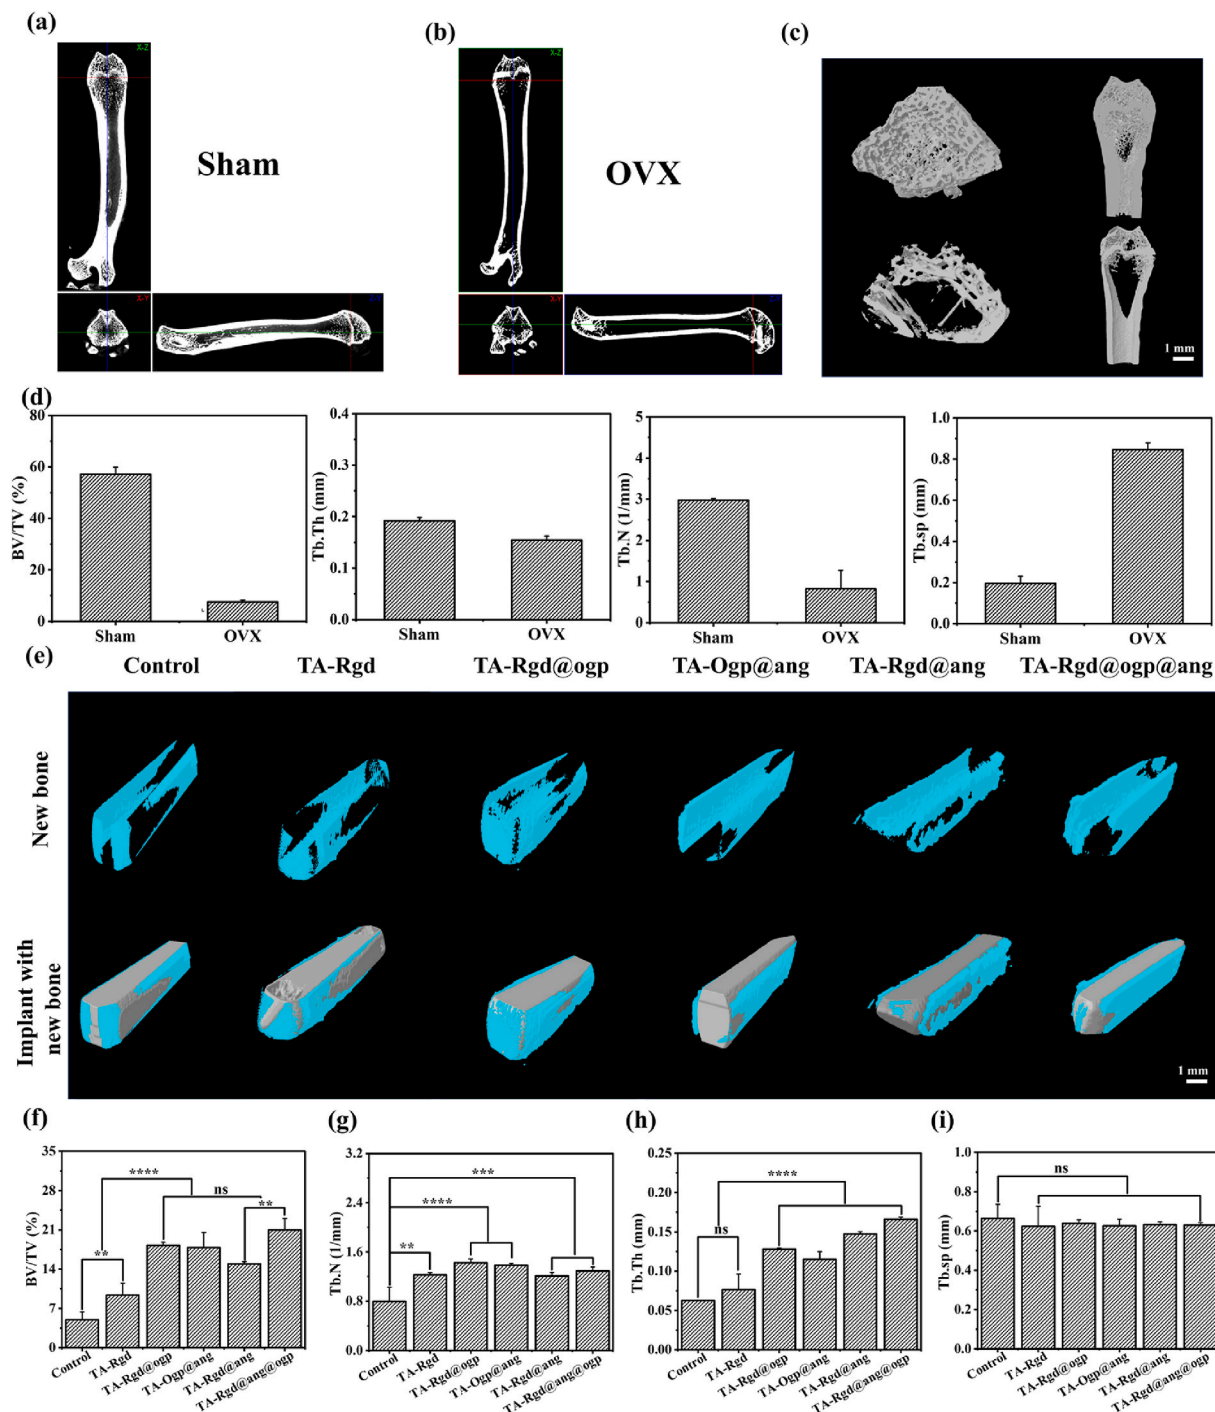 (a)
(b)
(c)
X-Z
X-Z
Sham
OVX
X-Y
Z-Y
1 mm
(d)
BV/TV (%)
80
60
40
20
0
Sham
OVX
Tb.Th (mm)
0.4
0.3
0.2
0.1
0.0
Sham
OVX
Tb.N (1/mm)
5
4
3
2
1
0
Sham
OVX
Tb.sp (mm)
1.0
0.8
0.6
0.4
0.2
0.0
Sham
OVX
(e)
Control
TA-Rgd
TA-Rgd@ogp
TA-Ogp@ang
TA-Rgd@ang
TA-Rgd@ogp@ang
New bone
Implant with
new bone
1 mm
(f)
BV/TV (%)
35
28
21
14
7
0
****
ns
**
**
Control
TA-Rgd
TA-Rgd@ogp
TA-Ogp@ang
TA-Rgd@ang
TA-Rgd@ang@ogp
(g)
Tb.N (1/mm)
3.2
2.4
1.6
0.8
0.0
***
****
**
Control
TA-Rgd
TA-Rgd@ogp
TA-Ogp@ang
TA-Rgd@ang
TA-Rgd@ang@ogp
(h)
Tb.Th (mm)
0.25
0.20
0.15
0.10
0.05
0.00
****
ns
Control
TA-Rgd
TA-Rgd@ogp
TA-Ogp@ang
TA-Rgd@ang
TA-Rgd@ang@ogp
(i)
Tb.sp (mm)
1.0
0.8
0.6
0.4
0.2
0.0
ns
Control
TA-Rgd
TA-Rgd@ogp
TA-Ogp@ang
TA-Rgd@ang
TA-Rgd@ang@ogp